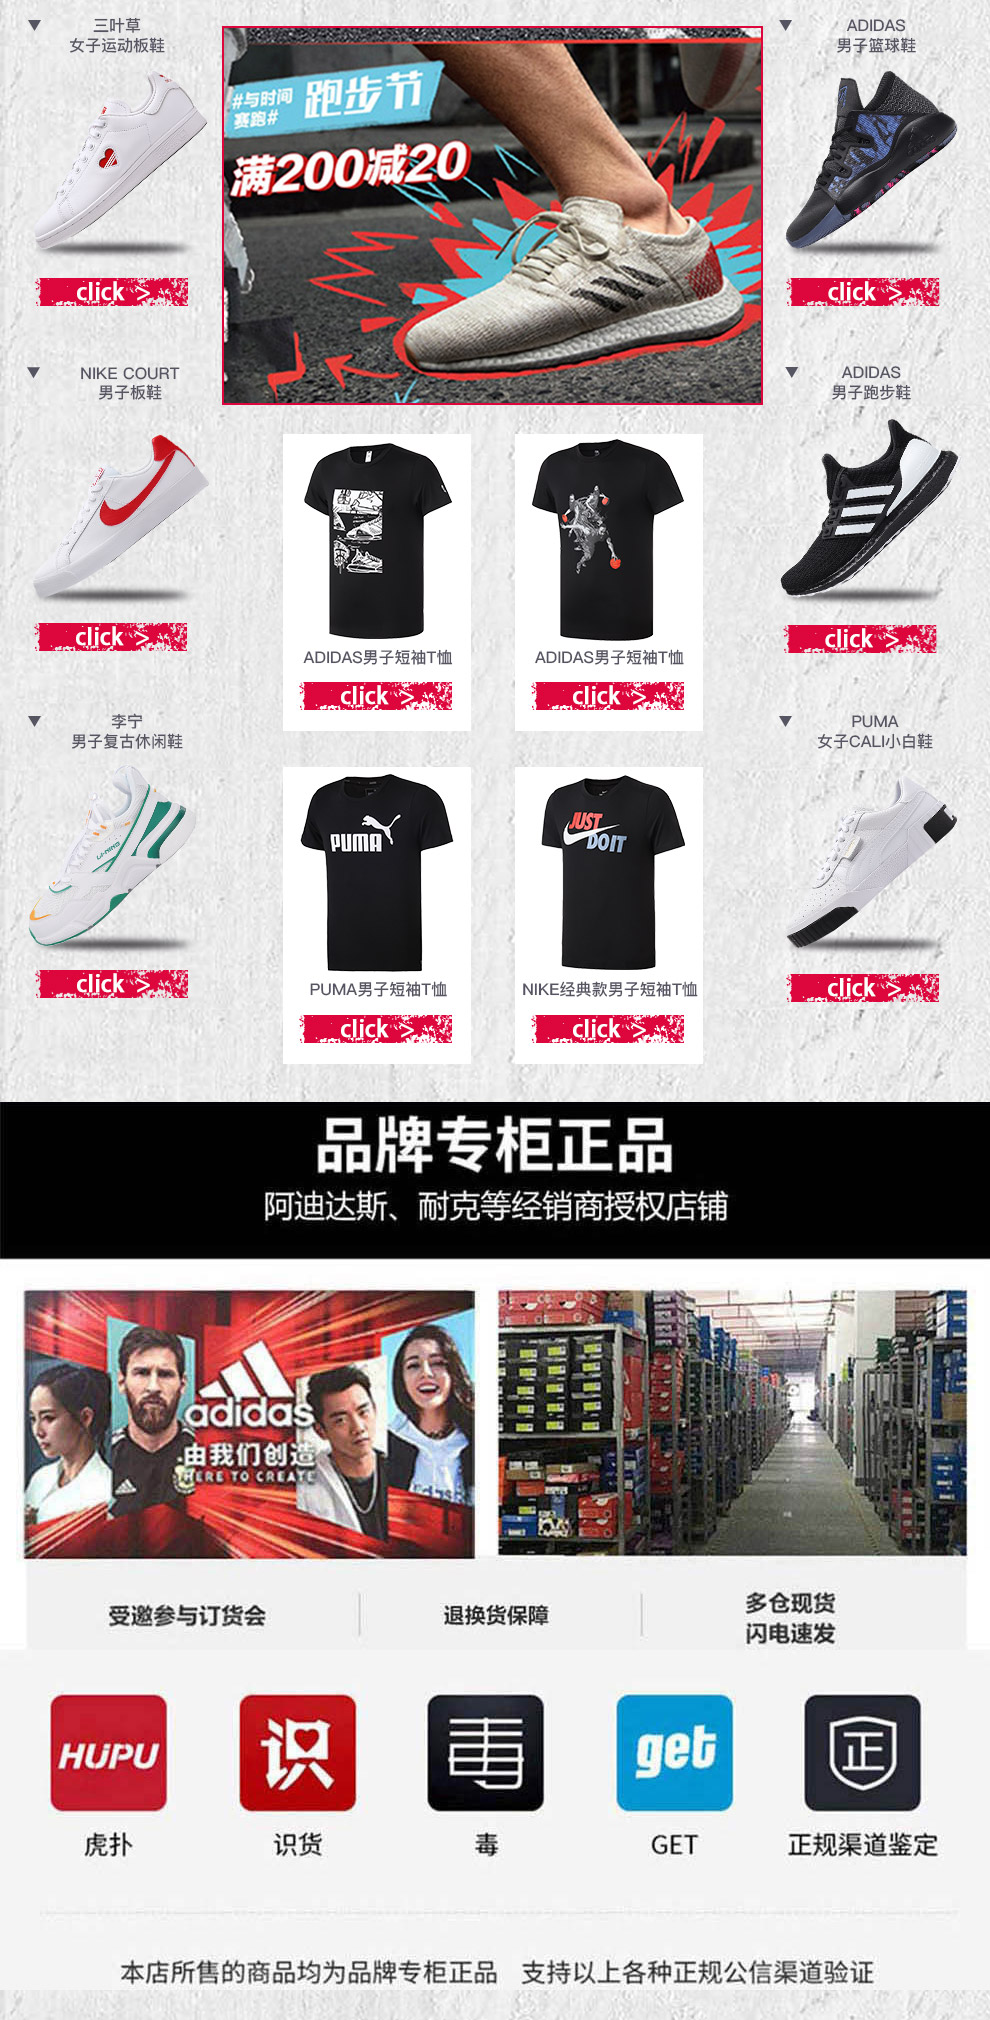 三叶草
女子运动板鞋
click >
#与时间
赛跑#
跑步节
满200减20
ADIDAS
男子篮球鞋
click >
NIKE COURT
男子板鞋
click >
ADIDAS男子短袖T恤
click >
ADIDAS男子短袖T恤
click >
ADIDAS
男子跑步鞋
click >
李宁
男子复古休闲鞋
LI-NING
click >
PUMA
PUMA男子短袖T恤
click >
JUST
DO IT
NIKE经典款男子短袖T恤
click >
PUMA
女子CALI小白鞋
click >
品牌专柜正品
阿迪达斯、耐克等经销商授权店铺
adidas
由我们创造
HERE TO CREATE
受邀参与订货会
退换货保障
多仓现货
闪电速发
HUPU
识
毒
get
正
虎扑
识货
毒
GET
正规渠道鉴定
本店所售的商品均为品牌专柜正品 支持以上各种正规公信渠道验证